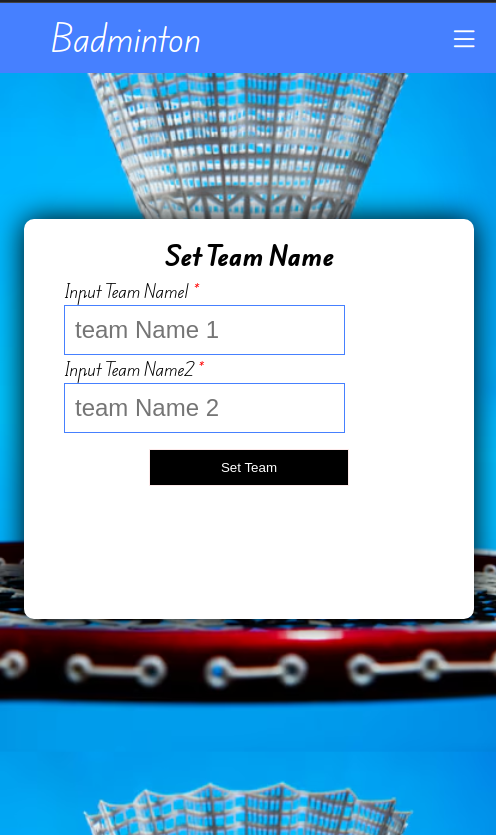 Badminton
Set Team Name
Input Team Name1 *
team Name 1
Input Team Name2 *
team Name 2
Set Team